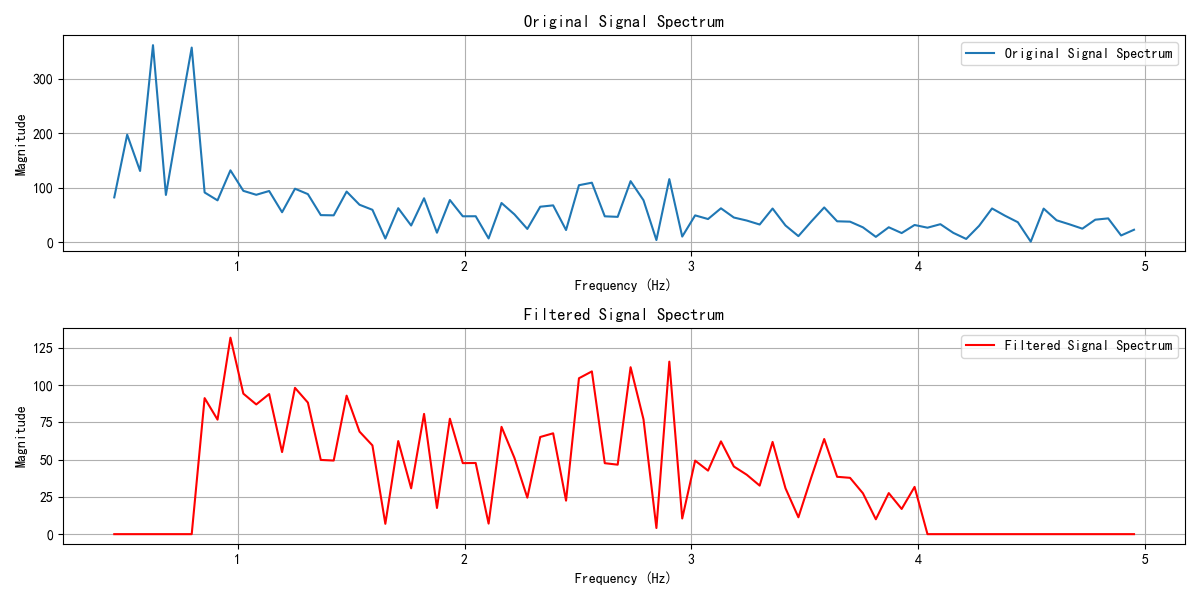 Original Signal Spectrum
Original Signal Spectrum
Magnitude
300
200
100
0
1 2 3 4 5
Frequency (Hz)
Filtered Signal Spectrum
Filtered Signal Spectrum
Magnitude
125
100
75
50
25
0
1 2 3 4 5
Frequency (Hz)